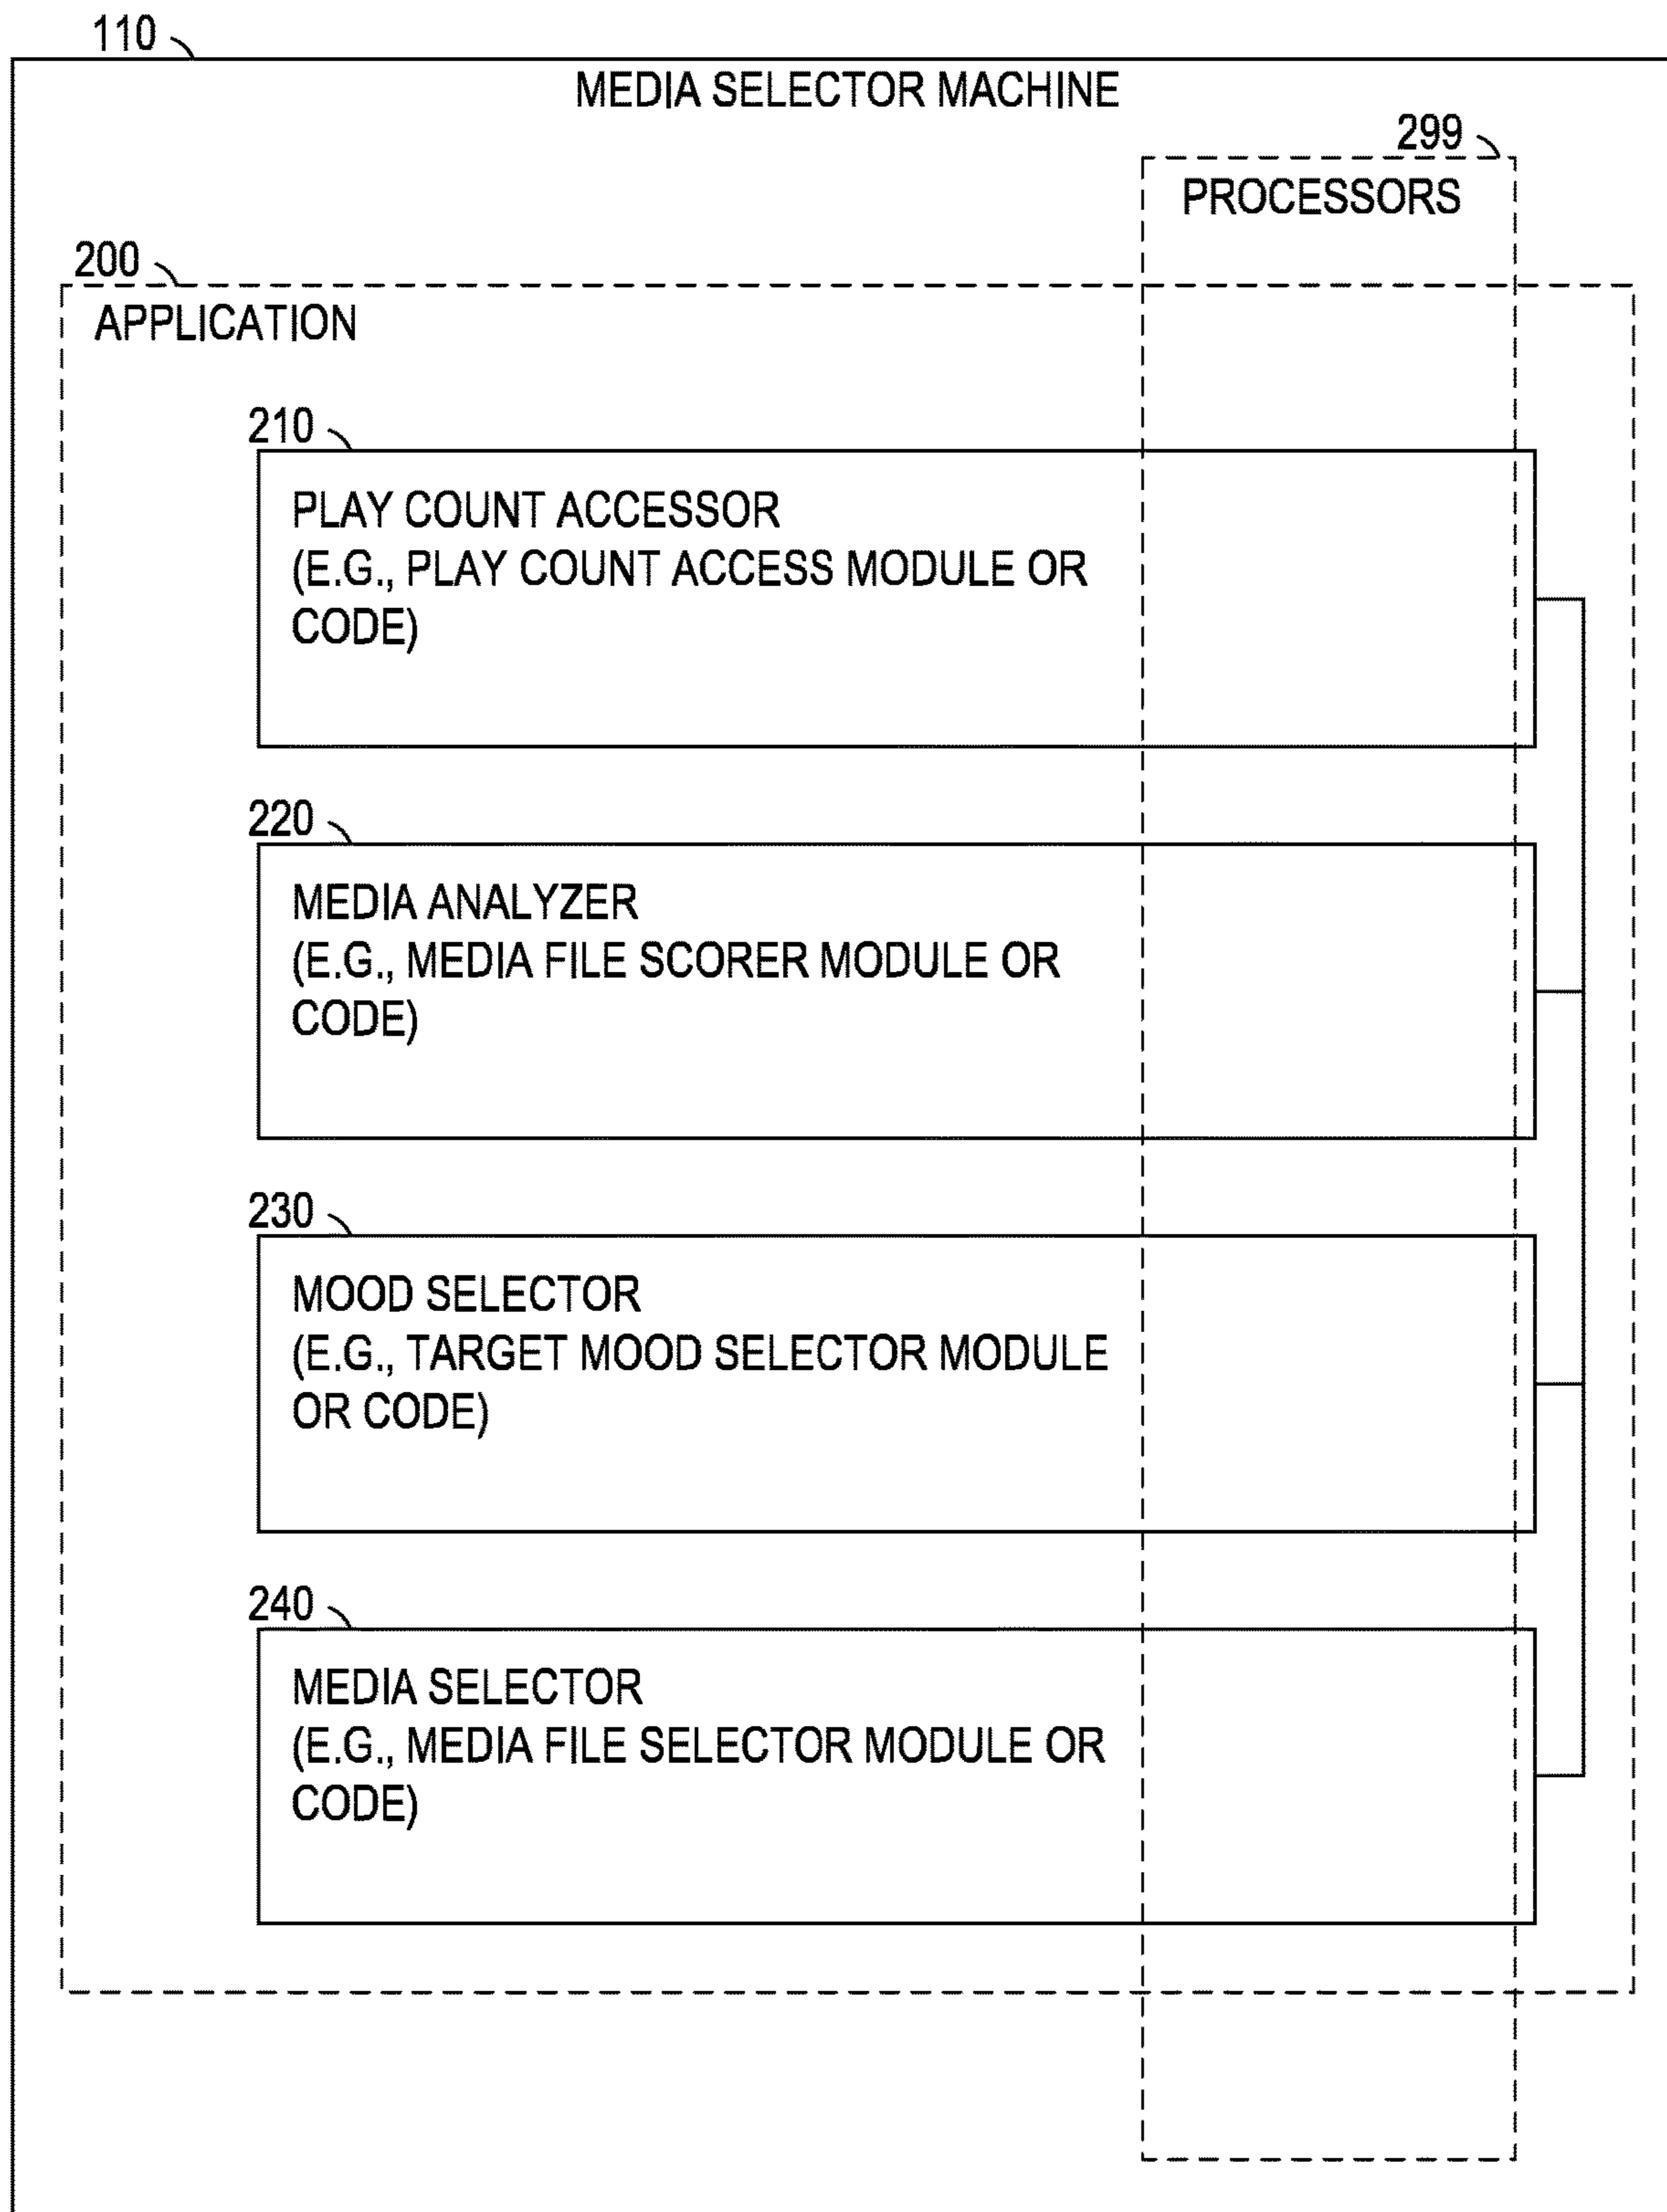 110
MEDIA SELECTOR MACHINE
299
PROCESSORS
200
APPLICATION
210
PLAY COUNT ACCESSOR
(E.G., PLAY COUNT ACCESS MODULE OR
CODE)
220
MEDIA ANALYZER
(E.G., MEDIA FILE SCORER MODULE OR
CODE)
230
MOOD SELECTOR
(E.G., TARGET MOOD SELECTOR MODULE
OR CODE)
240
MEDIA SELECTOR
(E.G., MEDIA FILE SELECTOR MODULE OR
CODE)